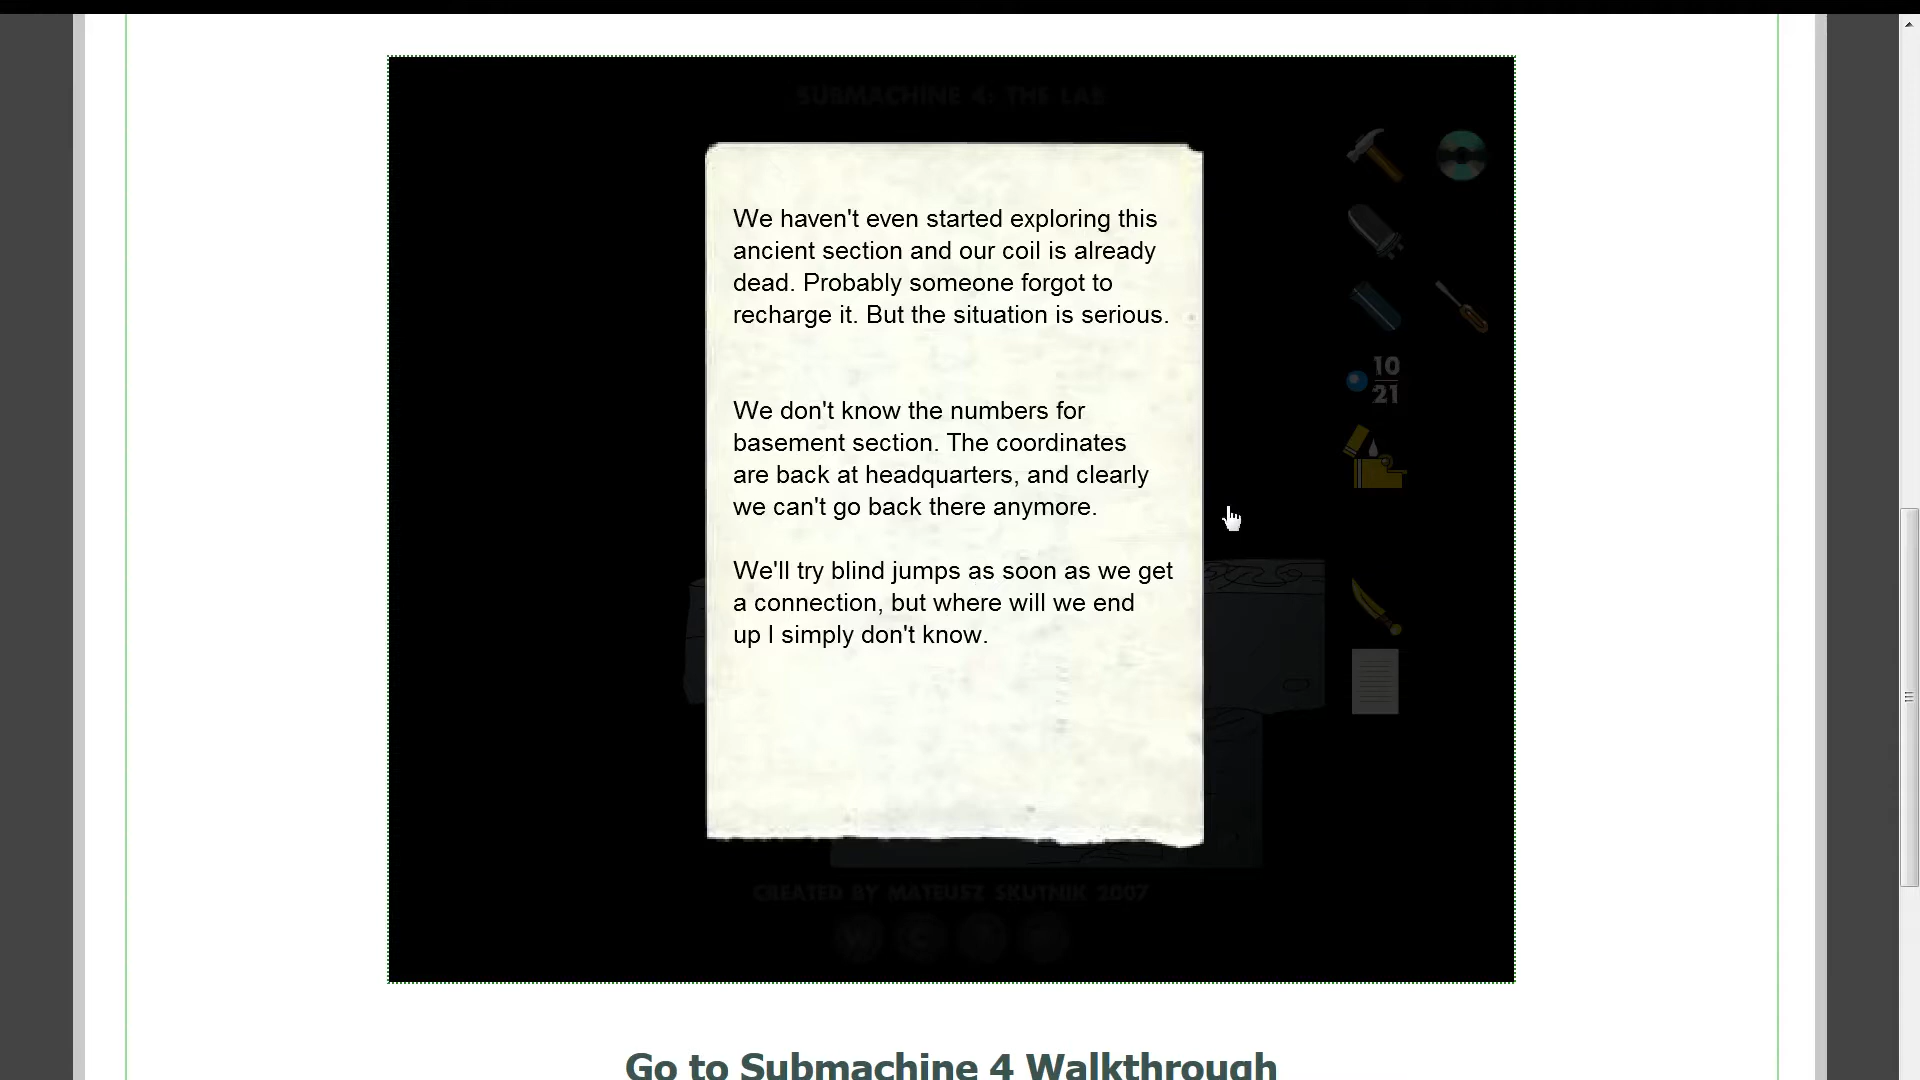 SUBMACHINE 4: THE LAB
We haven't even started exploring this
ancient section and our coil is already
dead. Probably someone forgot to
recharge it. But the situation is serious.
We don't know the numbers for
basement section. The coordinates
are back at headquarters, and clearly
we can't go back there anymore.
We'll try blind jumps as soon as we get
a connection, but where will we end
up I simply don't know.
10
21
CREATED BY MATEUSZ SKUTNIK 2007
Go to Submachine 4 Walkthrough